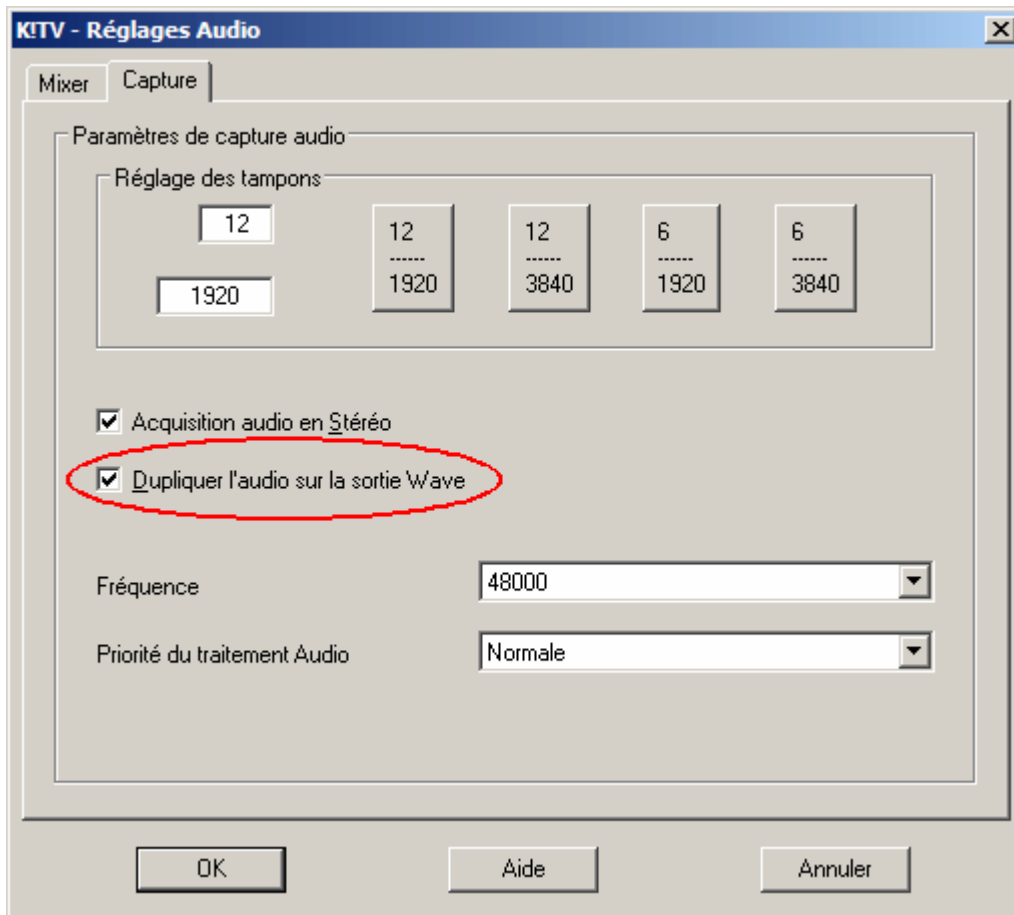 K!TV - Réglages Audio
Mixer
Capture
Paramètres de capture audio
Réglage des tampons
12
1920
12
------
1920
12
------
3840
6
------
1920
6
------
3840
Acquisition audio en Stéréo
Dupliquer l'audio sur la sortie Wave
Fréquence
48000
Priorité du traitement Audio
Normale
OK
Aide
Annuler